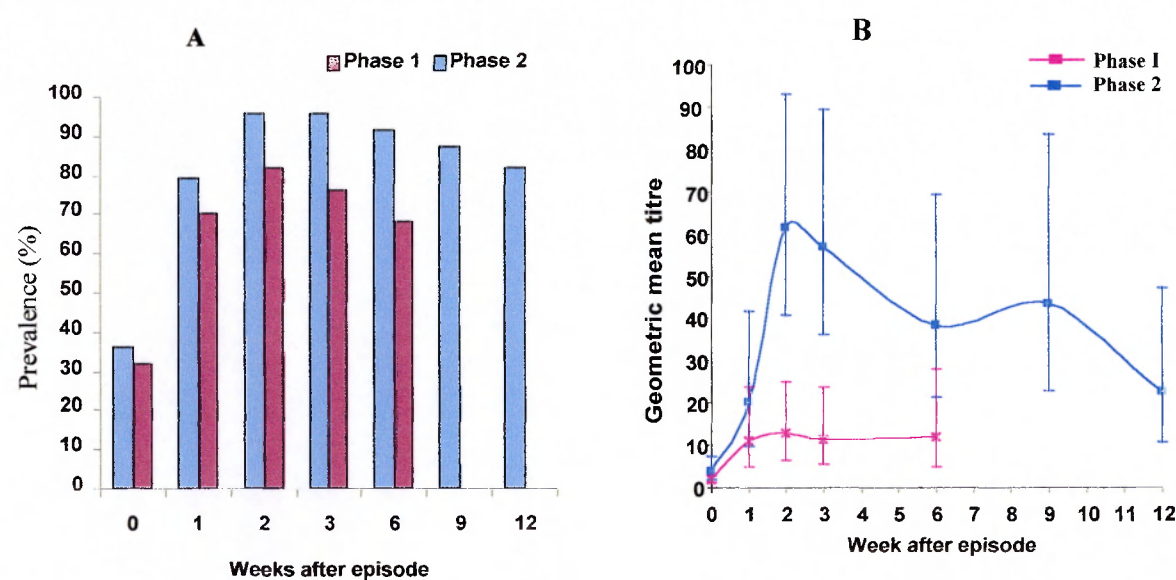 A
Phase 1 Phase 2
Prevalence (%)
100
90
80
70
60
50
40
30
20
10
0
0 1 2 3 6 9 12
Weeks after episode
B
Phase I
Phase 2
Geometric mean titre
100
90
80
70
60
50
40
30
20
10
0
0 1 2 3 4 5 6 7 8 9 10 11 12
Week after episode